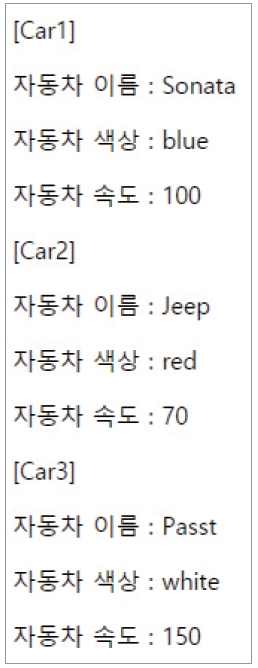 [Car1]
자동차 이름 : Sonata
자동차 색상 : blue
자동차 속도 : 100
[Car2]
자동차 이름 : Jeep
자동차 색상 : red
자동차 속도 : 70
[Car3]
자동차 이름 : Passt
자동차 색상 : white
자동차 속도 : 150